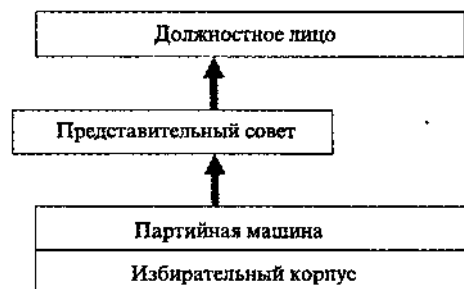 Должностное лицо
Представительный совет
Партийная машина
Избирательный корпус